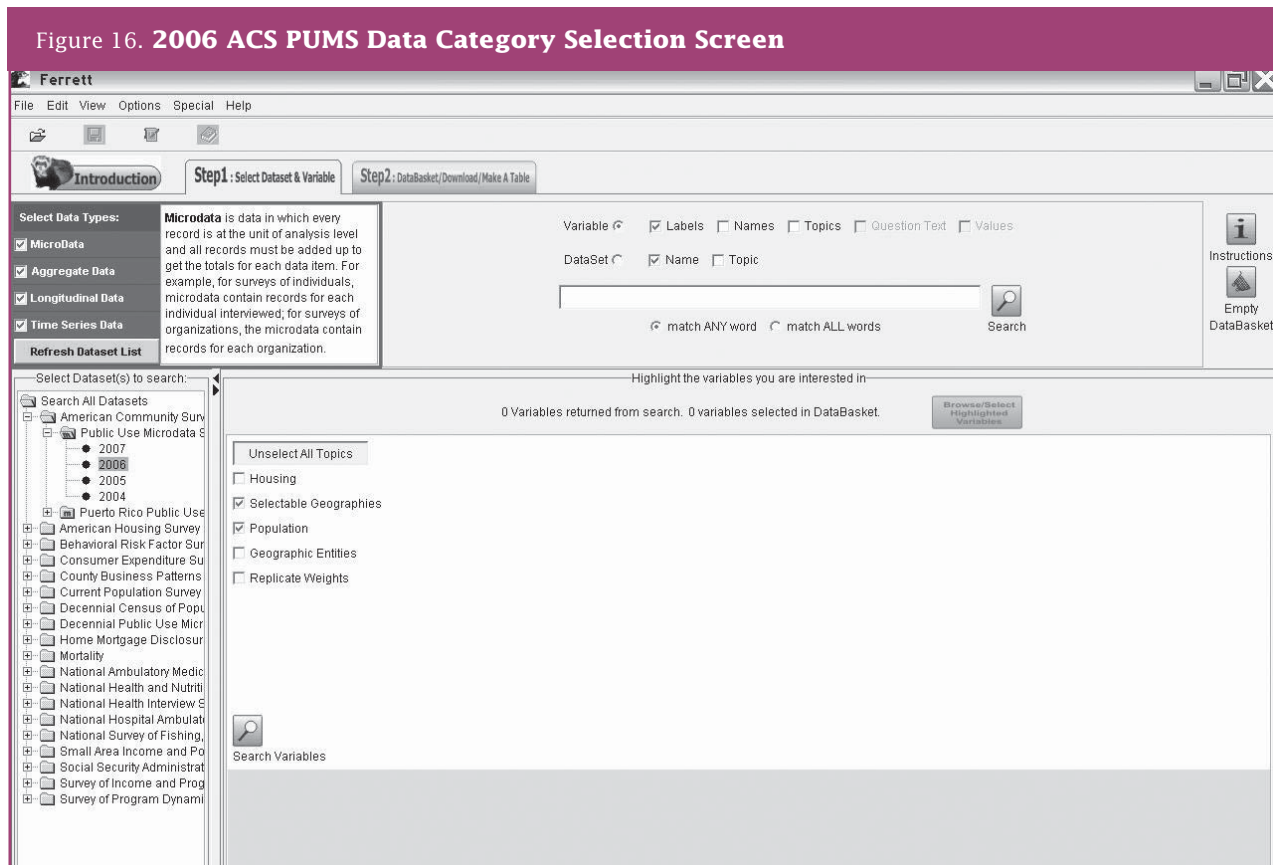 Figure 16. 2006 ACS PUMS Data Category Selection Screen
Ferrett
File Edit View Options Special Help
Introduction
Step1 : Select Dataset & Variable
Step2 : DataBasket/Download/Make A Table
Select Data Types:
MicroData
Aggregate Data
Longitudinal Data
Time Series Data
Refresh Dataset List
Microdata is data in which every
record is at the unit of analysis level
and all records must be added up to
get the totals for each data item. For
example, for surveys of individuals,
microdata contain records for each
individual interviewed; for surveys of
organizations, the microdata contain
records for each organization.
Variable Labels Names Topics Question Text Values
DataSet Name Topic
match ANY word match ALL words
Search
Instructions
Empty
DataBasket
Select Dataset(s) to search:
Search All Datasets
American Community Surv
Public Use Microdata S
2007
2006
2005
2004
Puerto Rico Public Use
American Housing Survey
Behavioral Risk Factor Sur
Consumer Expenditure Su
County Business Patterns
Current Population Survey
Decennial Census of Popu
Decennial Public Use Micr
Home Mortgage Disclosur
Mortality
National Ambulatory Medic
National Health and Nutriti
National Health Interview S
National Hospital Ambulat
National Survey of Fishing,
Small Area Income and Po
Social Security Administrat
Survey of Income and Prog
Survey of Program Dynami
Highlight the variables you are interested in
0 Variables returned from search. 0 variables selected in DataBasket.
Browse/Select
Highlighted
Variables
Unselect All Topics
Housing
Selectable Geographies
Population
Geographic Entities
Replicate Weights
Search Variables